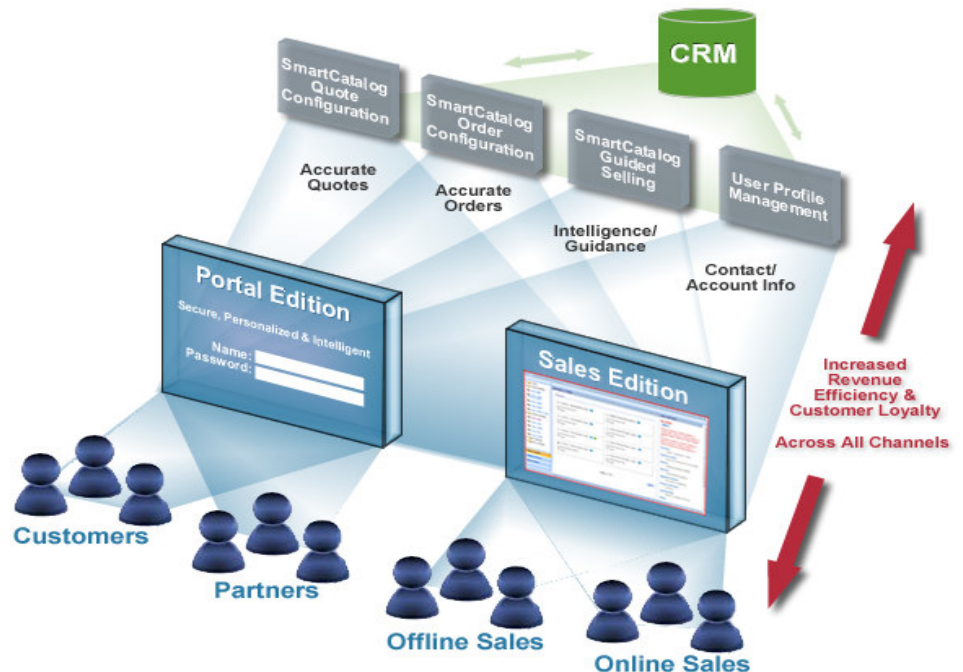 CRM
SmartCatalog
Quote
Configuration
SmartCatalog
Order
Configuration
SmartCatalog
Guided
Selling
User Profile
Management
Accurate
Quotes
Accurate
Orders
Intelligence/
Guidance
Contact/
Account Info
Portal Edition
Secure, Personalized & Intelligent
Name:
Password:
Sales Edition
Increased
Revenue
Efficiency &
Customer Loyalty
Across All Channels
Customers
Partners
Offline Sales
Online Sales